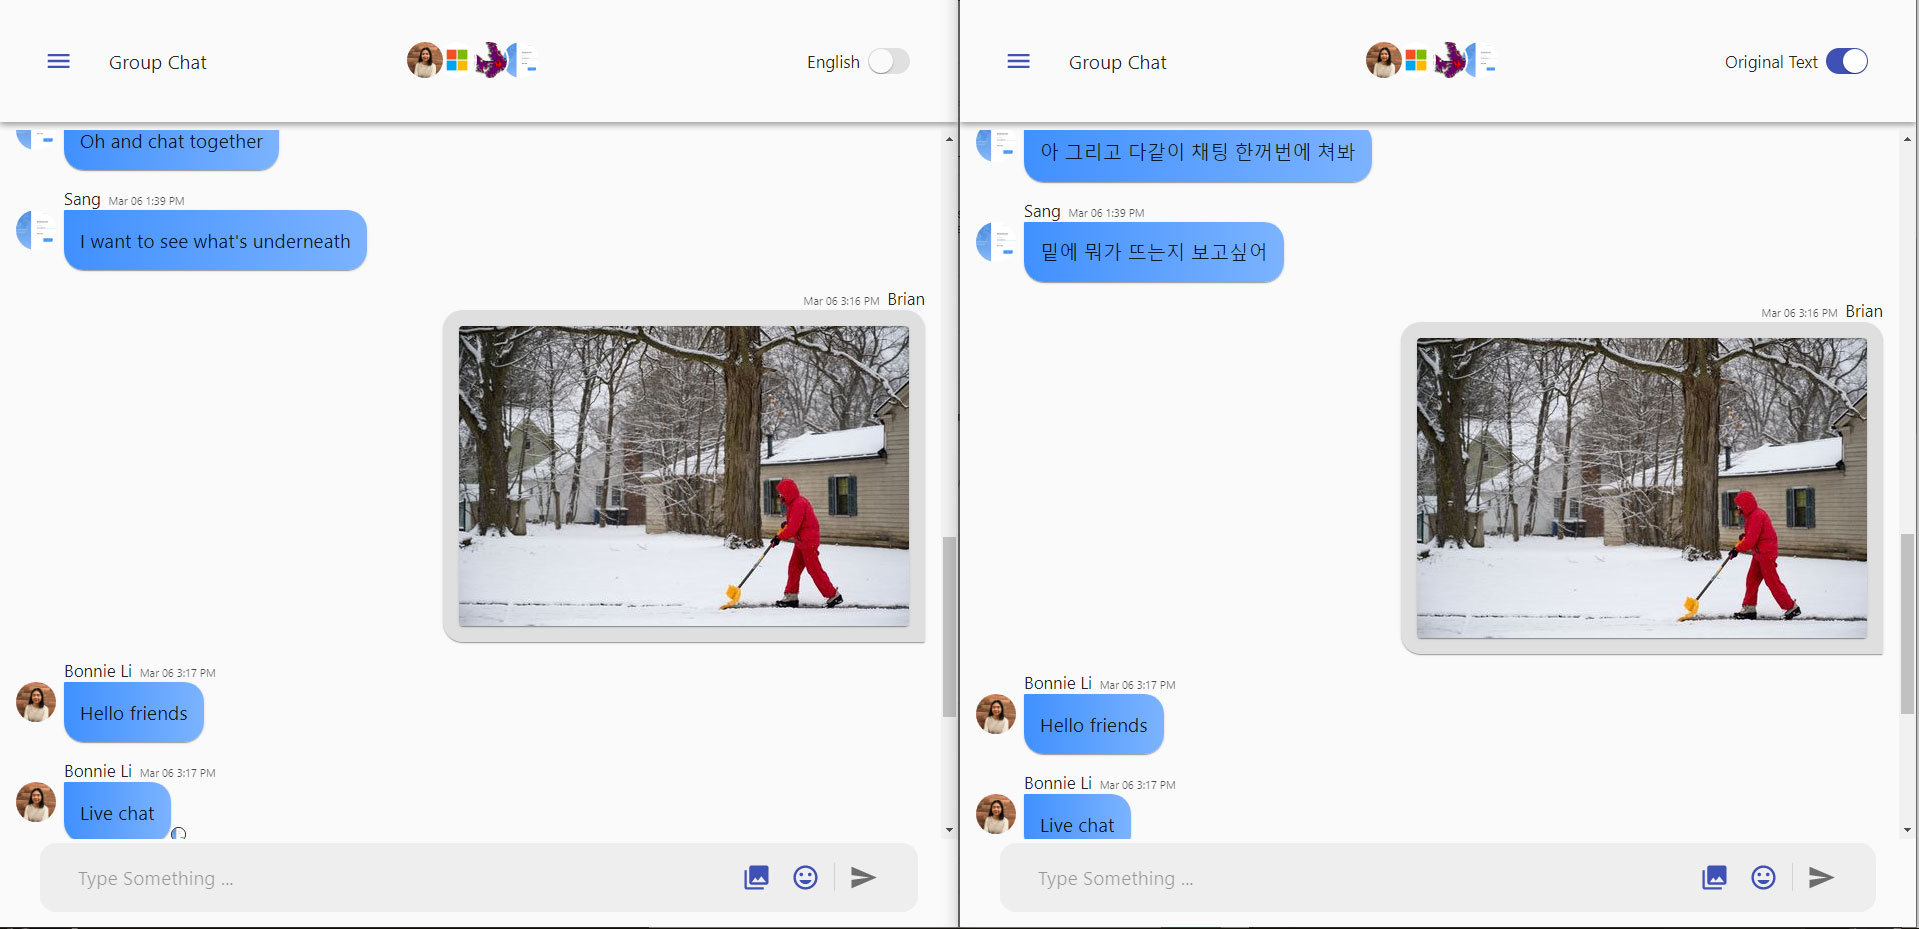 Group Chat
English
Oh and chat together
Sang Mar 06 1:39 PM
I want to see what's underneath
Mar 06 3:16 PM Brian
Bonnie Li Mar 06 3:17 PM
Hello friends
Bonnie Li Mar 06 3:17 PM
Live chat
Type Something ...
Group Chat
Original Text
아 그리고 다같이 채팅 한꺼번에 쳐봐
Sang Mar 06 1:39 PM
밑에 뭐가 뜨는지 보고싶어
Mar 06 3:16 PM Brian
Bonnie Li Mar 06 3:17 PM
Hello friends
Bonnie Li Mar 06 3:17 PM
Live chat
Type Something ...